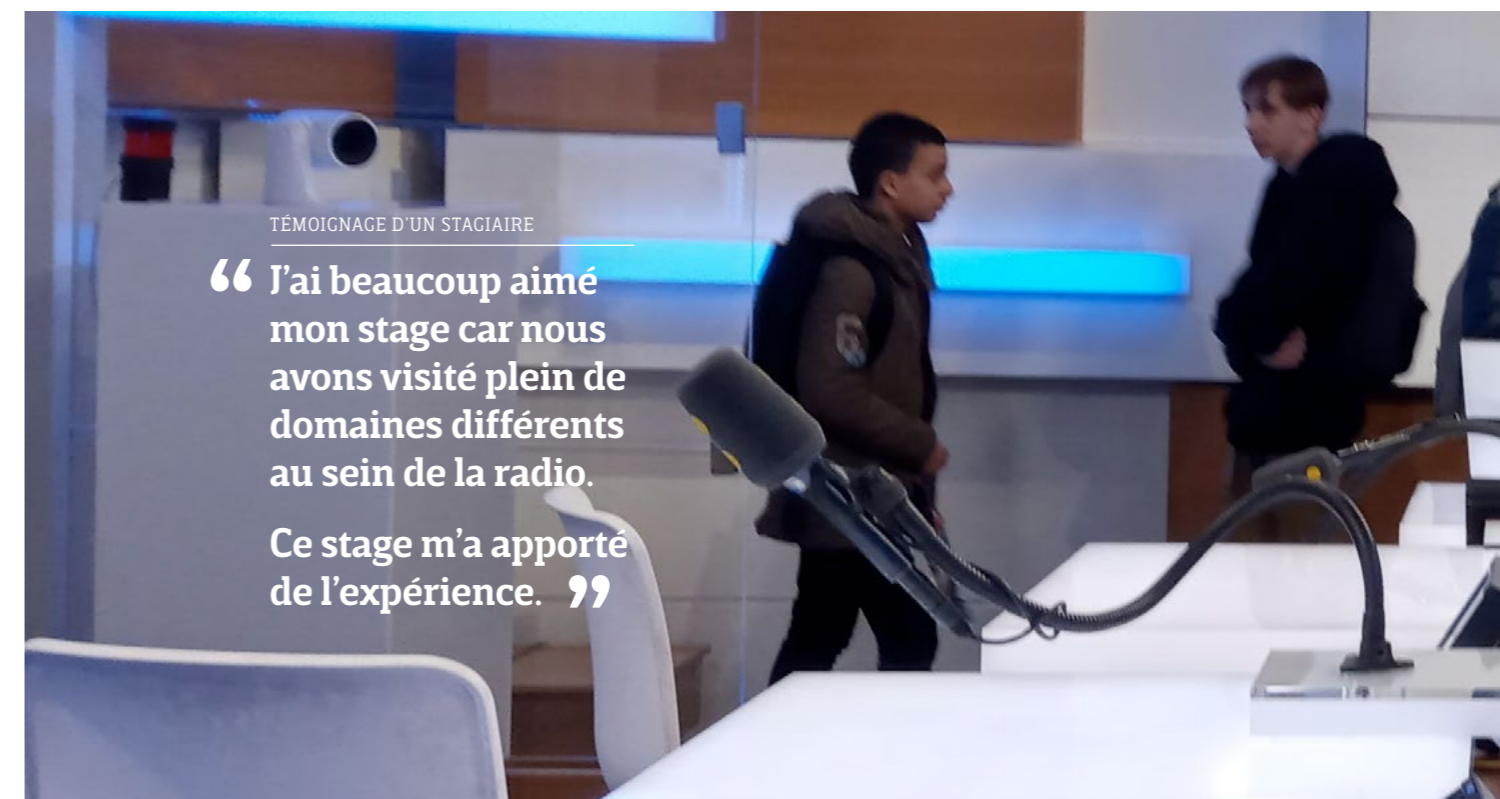 TÉMOIGNAGE D'UN STAGIAIRE
“ J’ai beaucoup aimé
mon stage car nous
avons visité plein de
domaines différents
au sein de la radio.
Ce stage m’a apporté
de l’expérience. ”